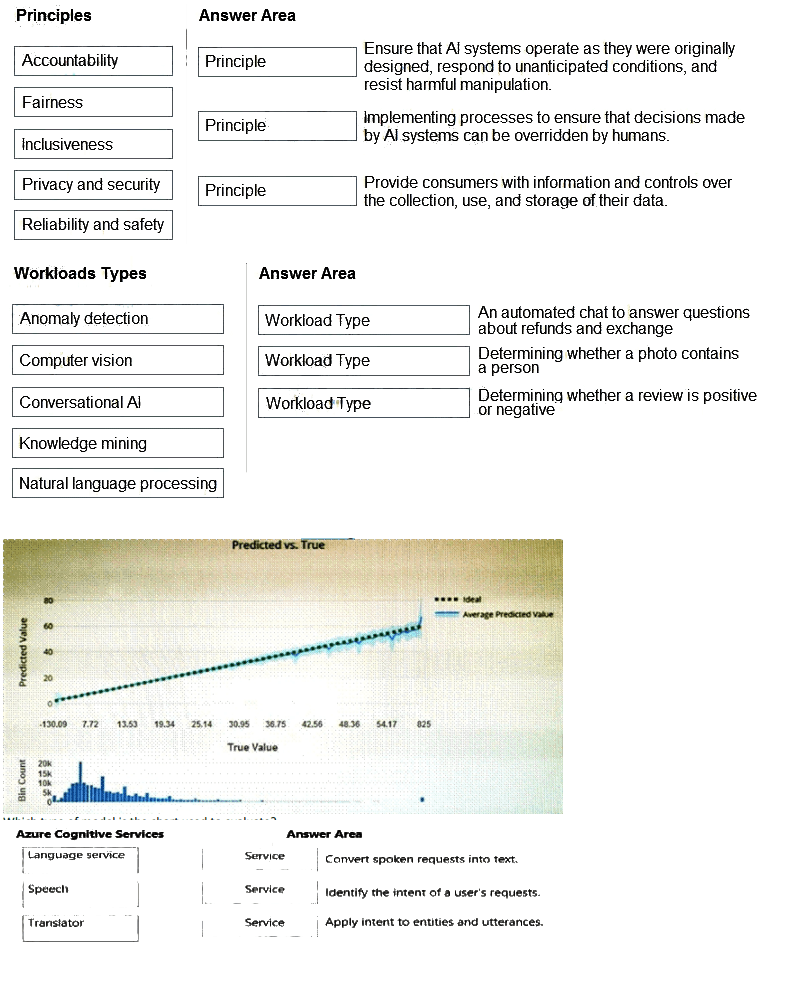 Principles
Answer Area
Accountability
Fairness
Inclusiveness
Privacy and security
Reliability and safety
Principle
Ensure that AI systems operate as they were originally
designed, respond to unanticipated conditions, and
resist harmful manipulation.
Principle
Implementing processes to ensure that decisions made
by AI systems can be overridden by humans.
Principle
Provide consumers with information and controls over
the collection, use, and storage of their data.
Workloads Types
Answer Area
Anomaly detection
Computer vision
Conversational AI
Knowledge mining
Natural language processing
Workload Type
An automated chat to answer questions
about refunds and exchange
Workload Type
Determining whether a photo contains
a person
Workload Type
Determining whether a review is positive
or negative
Predicted vs. True
Ideal
Average Predicted Value
Predicted Value
80
60
40
20
0
-130.09 7.72 13.53 19.34 25.14 30.95 36.75 42.56 48.36 54.17 825
True Value
Bin Count
20k
15k
10k
5k
0
Azure Cognitive Services
Answer Area
Language service
Speech
Translator
Service
Convert spoken requests into text.
Service
Identify the intent of a user's requests.
Service
Apply intent to entities and utterances.